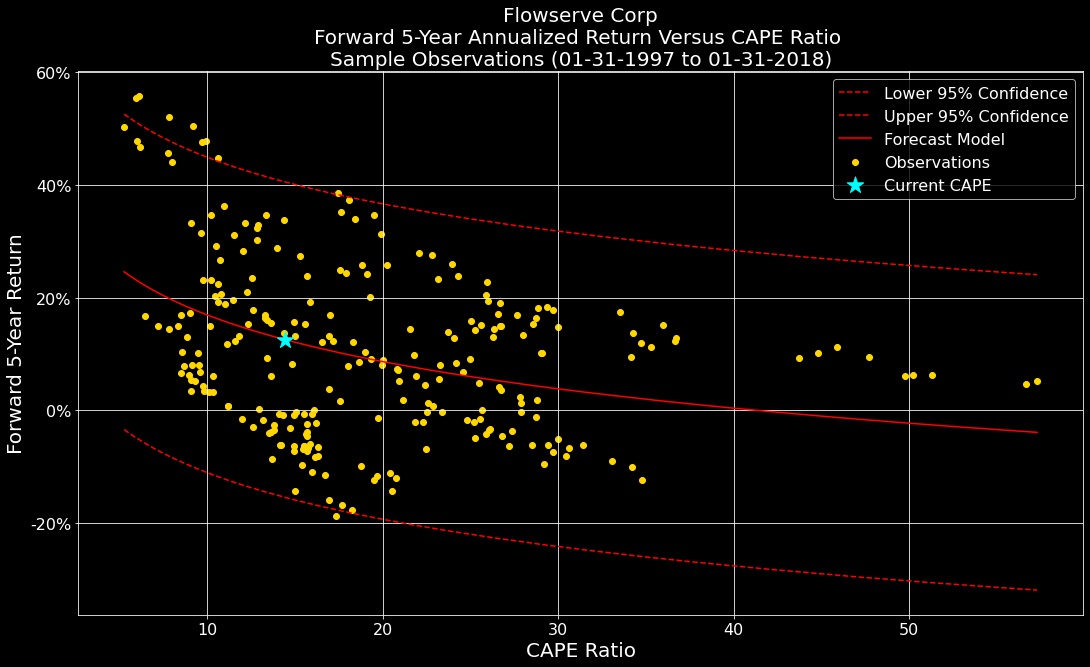 Flowserve Corp
Forward 5-Year Annualized Return Versus CAPE Ratio
Sample Observations (01-31-1997 to 01-31-2018)
Lower 95% Confidence
Upper 95% Confidence
Forecast Model
Observations
Current CAPE
Forward 5-Year Return
60%
40%
20%
0%
-20%
10
20
30
40
50
CAPE Ratio